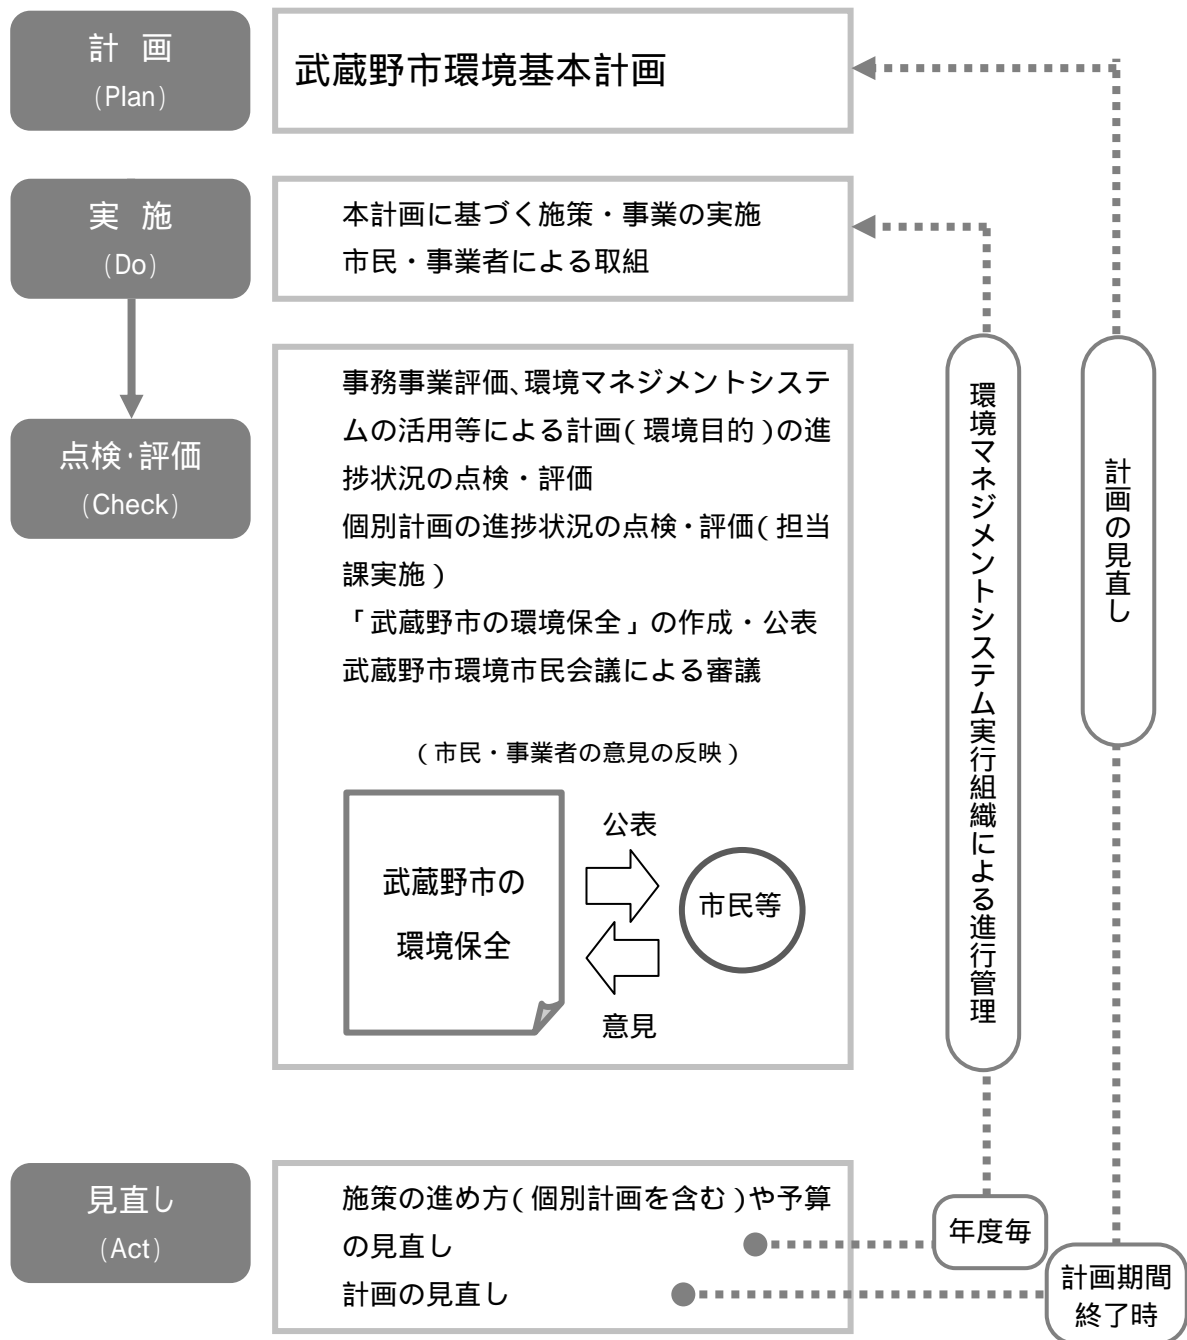 計 画
(Plan)
武蔵野市環境基本計画
実 施
(Do)
本計画に基づく施策・事業の実施
市民・事業者による取組
点検・評価
(Check)
事務事業評価、環境マネジメントシステ
ムの活用等による計画(環境目的)の進
捗状況の点検・評価
個別計画の進捗状況の点検・評価(担当
課実施)
「武蔵野市の環境保全」の作成・公表
武蔵野市環境市民会議による審議
(市民・事業者の意見の反映)
武蔵野市の
環境保全
公表
意見
市民等
環境マネジメントシステム実行組織による進行管理
計画の見直し
見直し
(Act)
施策の進め方(個別計画を含む)や予算
の見直し
計画の見直し
年度毎
計画期間
終了時